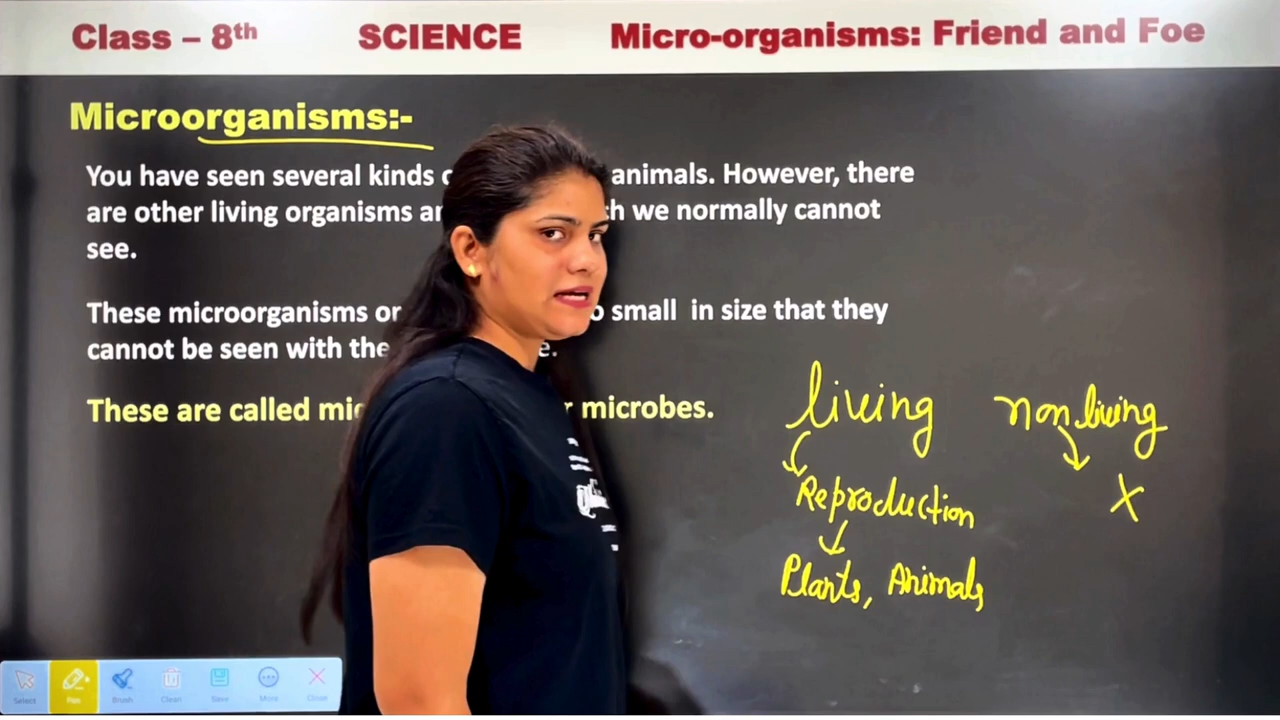 Class – 8th SCIENCE Micro-organisms: Friend and Foe
Microorganisms:-
You have seen several kinds animals. However, there
are other living organisms we normally cannot
see.
These microorganisms or small in size that they
cannot be seen with the
These are called microbes.
living non living
Reproduction X
Plants, Animals
Select Pen Brush Clean Save More Close